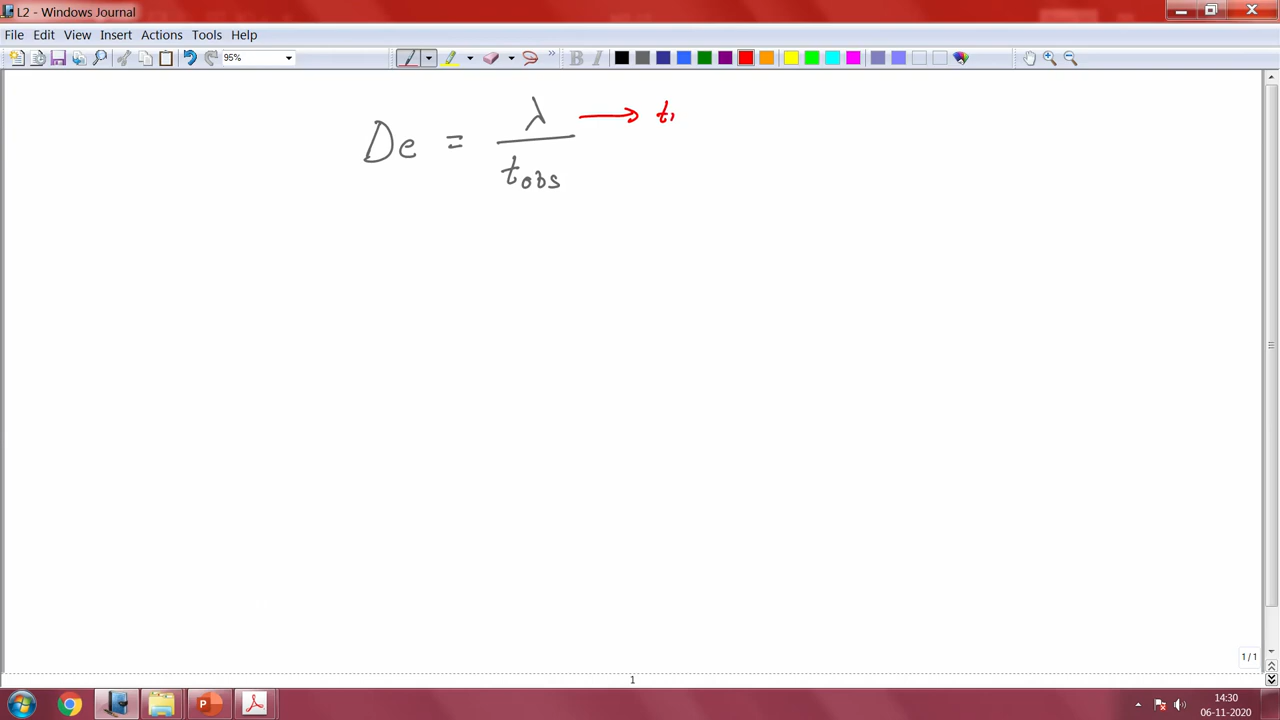 L2 - Windows Journal
File Edit View Insert Actions Tools Help
95%
B I
De = λ / t_obs → ti
1/1
1
14:30
06-11-2020